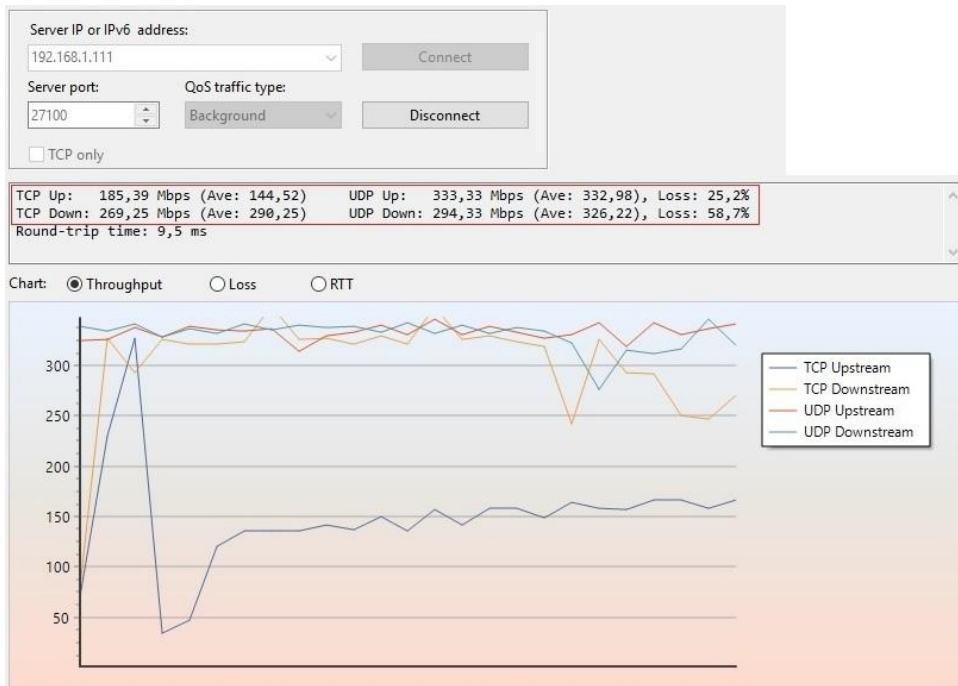 Server IP or IPv6 address:
192.168.1.111
Connect
Server port:
QoS traffic type:
27100
Background
Disconnect
TCP only
TCP Up: 185,39 Mbps (Ave: 144,52) UDP Up: 333,33 Mbps (Ave: 332,98), Loss: 25,2%
TCP Down: 269,25 Mbps (Ave: 290,25) UDP Down: 294,33 Mbps (Ave: 326,22), Loss: 58,7%
Round-trip time: 9,5 ms
Chart: Throughput Loss RTT
300
250
200
150
100
50
TCP Upstream
TCP Downstream
UDP Upstream
UDP Downstream